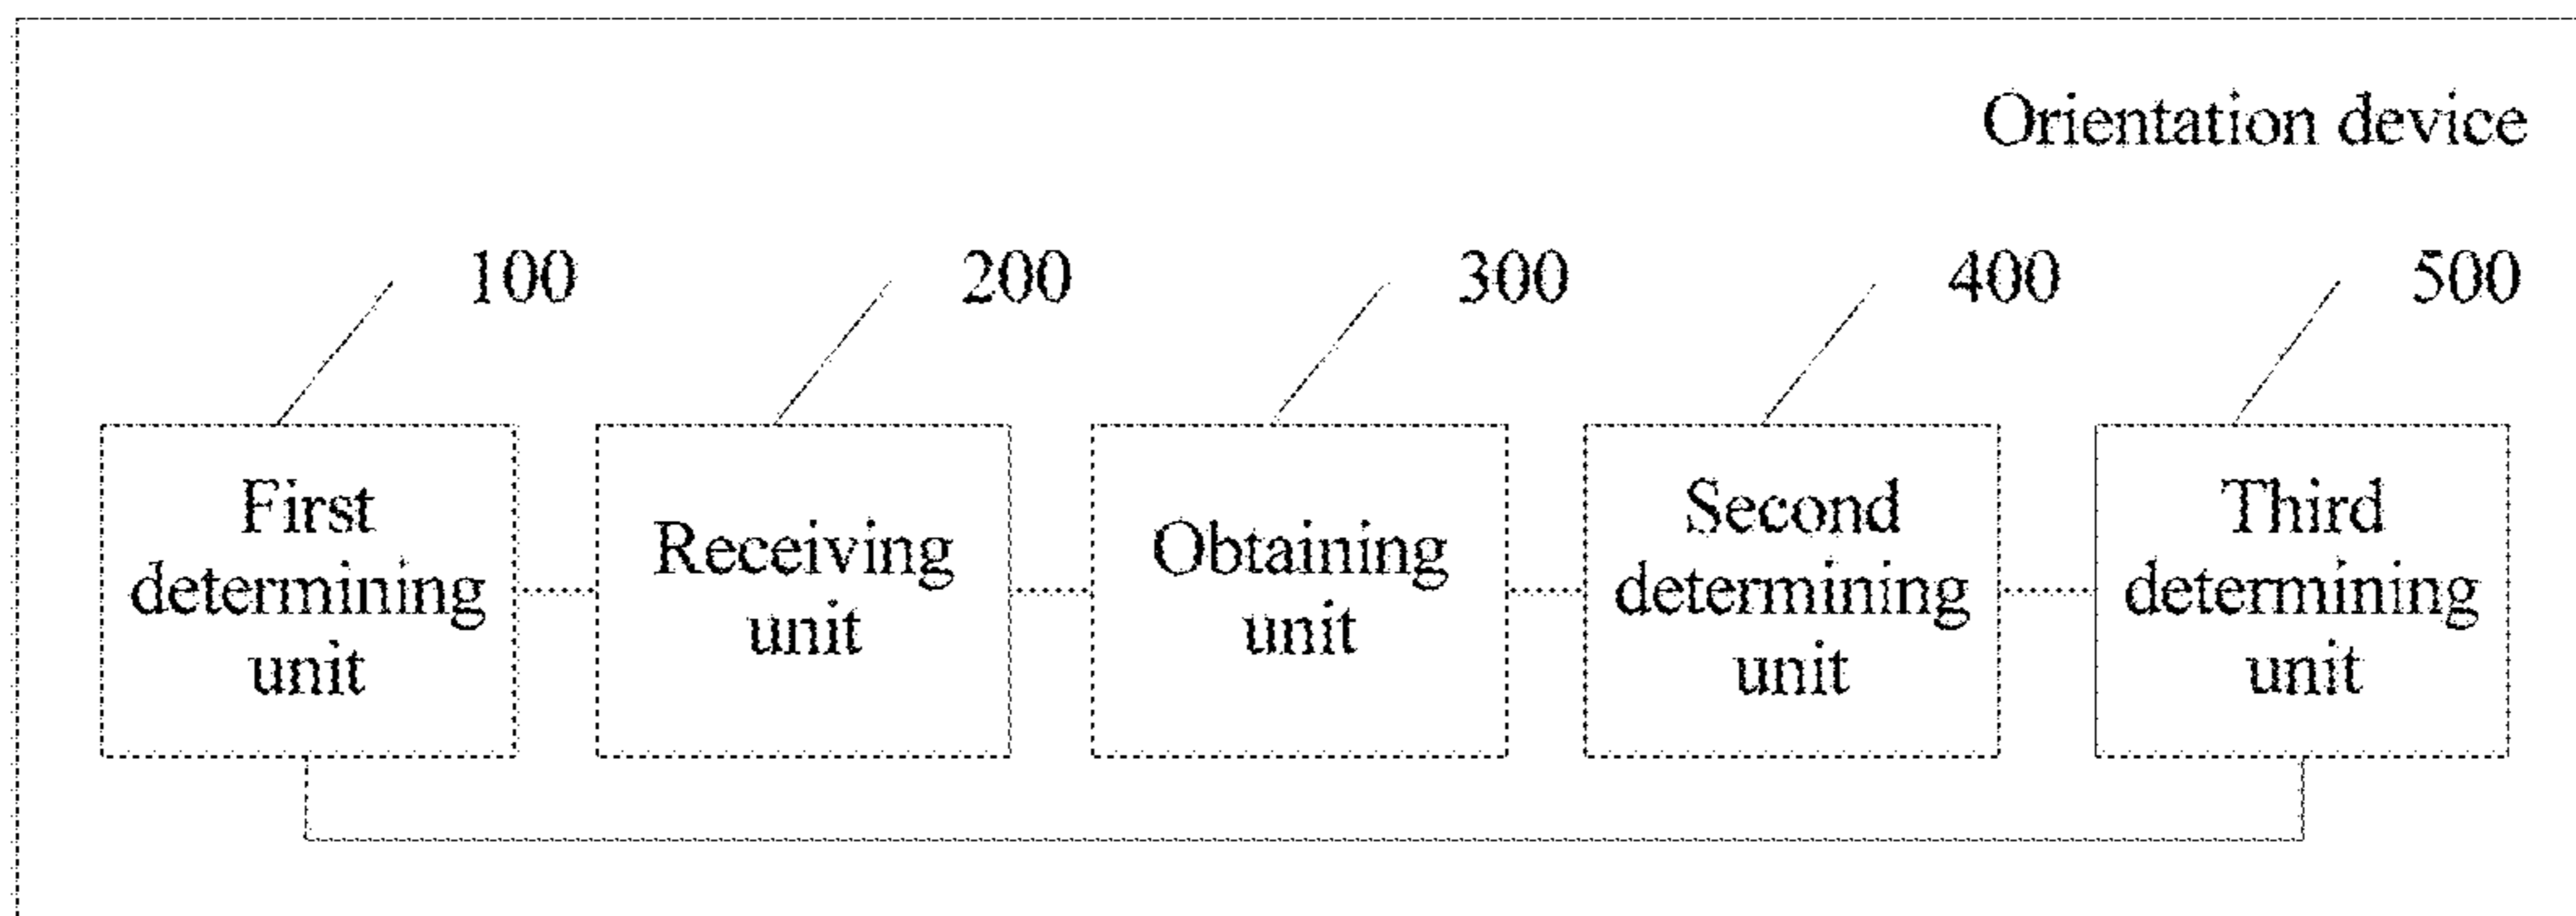 Orientation device
100
200
300
400
500
First
determining
unit
Receiving
unit
Obtaining
unit
Second
determining
unit
Third
determining
unit